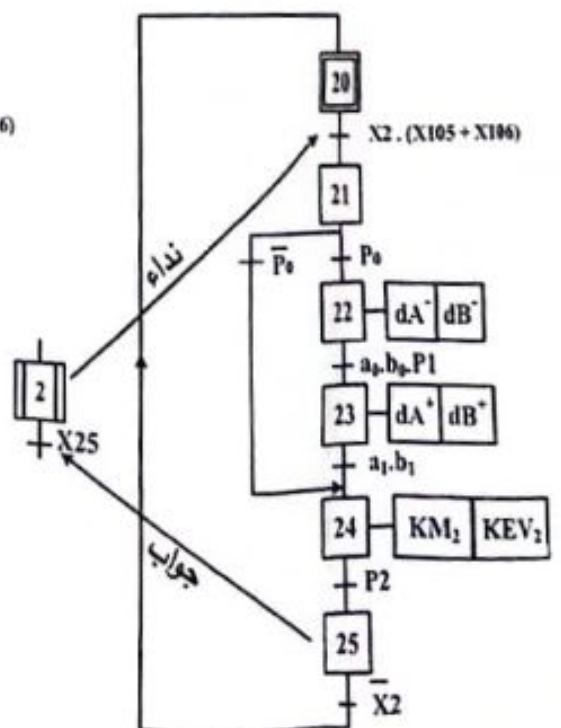 20
6)
X2 . (X105 + X106)
21
نداء
P̅₀
P₀
22
dA⁻ dB⁻
a₀.b₀.P1
2
23
dA⁺ dB⁺
X25
a₁.b₁
24
KM₂ KEV₂
جواب
P2
25
X̅2